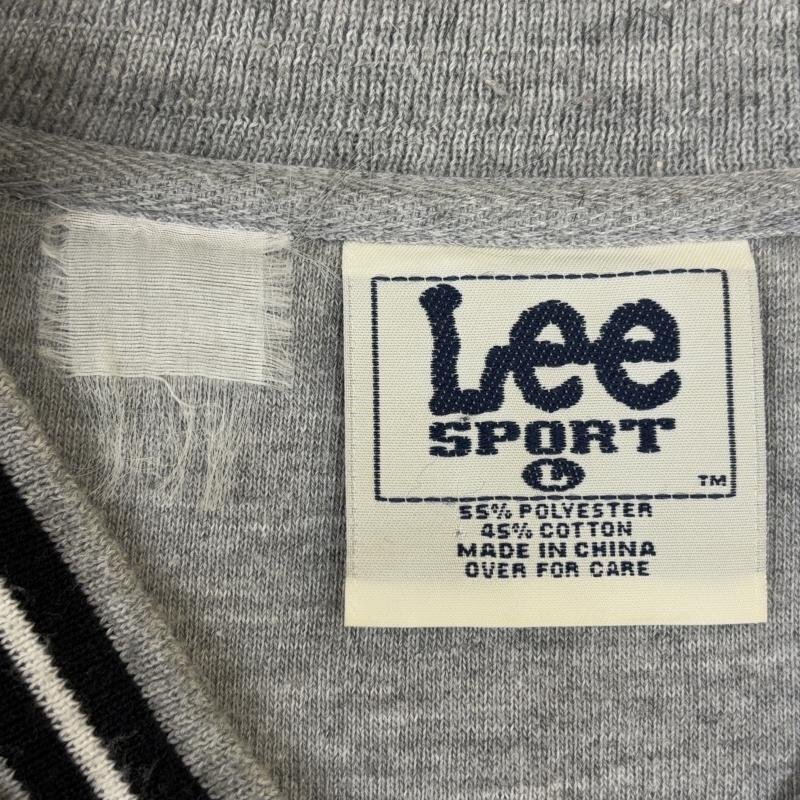 Lee
SPORT
L
TM
55% POLYESTER
45% COTTON
MADE IN CHINA
OVER FOR CARE